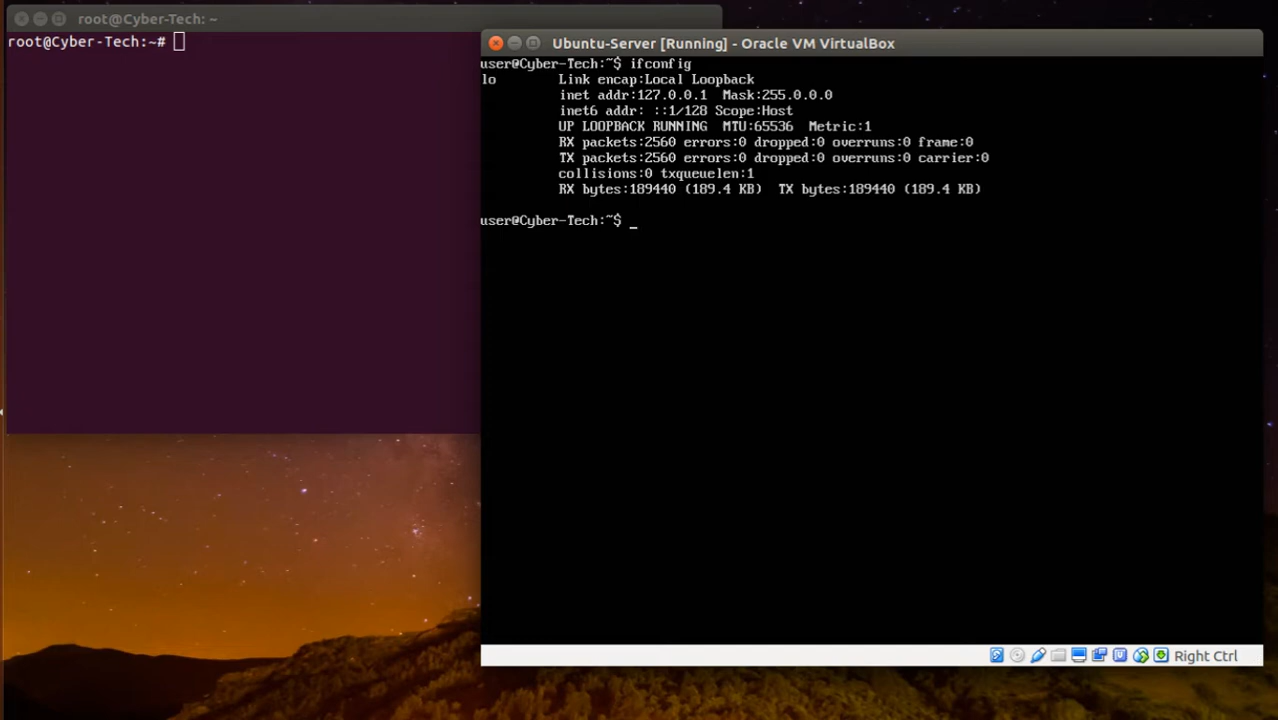 root@Cyber-Tech: ~
root@Cyber-Tech:~#
Ubuntu-Server [Running] - Oracle VM VirtualBox
user@Cyber-Tech:~$ ifconfig
lo Link encap:Local Loopback
inet addr:127.0.0.1 Mask:255.0.0.0
inet6 addr: ::1/128 Scope:Host
UP LOOPBACK RUNNING MTU:65536 Metric:1
RX packets:2560 errors:0 dropped:0 overruns:0 frame:0
TX packets:2560 errors:0 dropped:0 overruns:0 carrier:0
collisions:0 txqueuelen:1
RX bytes:189440 (189.4 KB) TX bytes:189440 (189.4 KB)
user@Cyber-Tech:~$ _
Right Ctrl